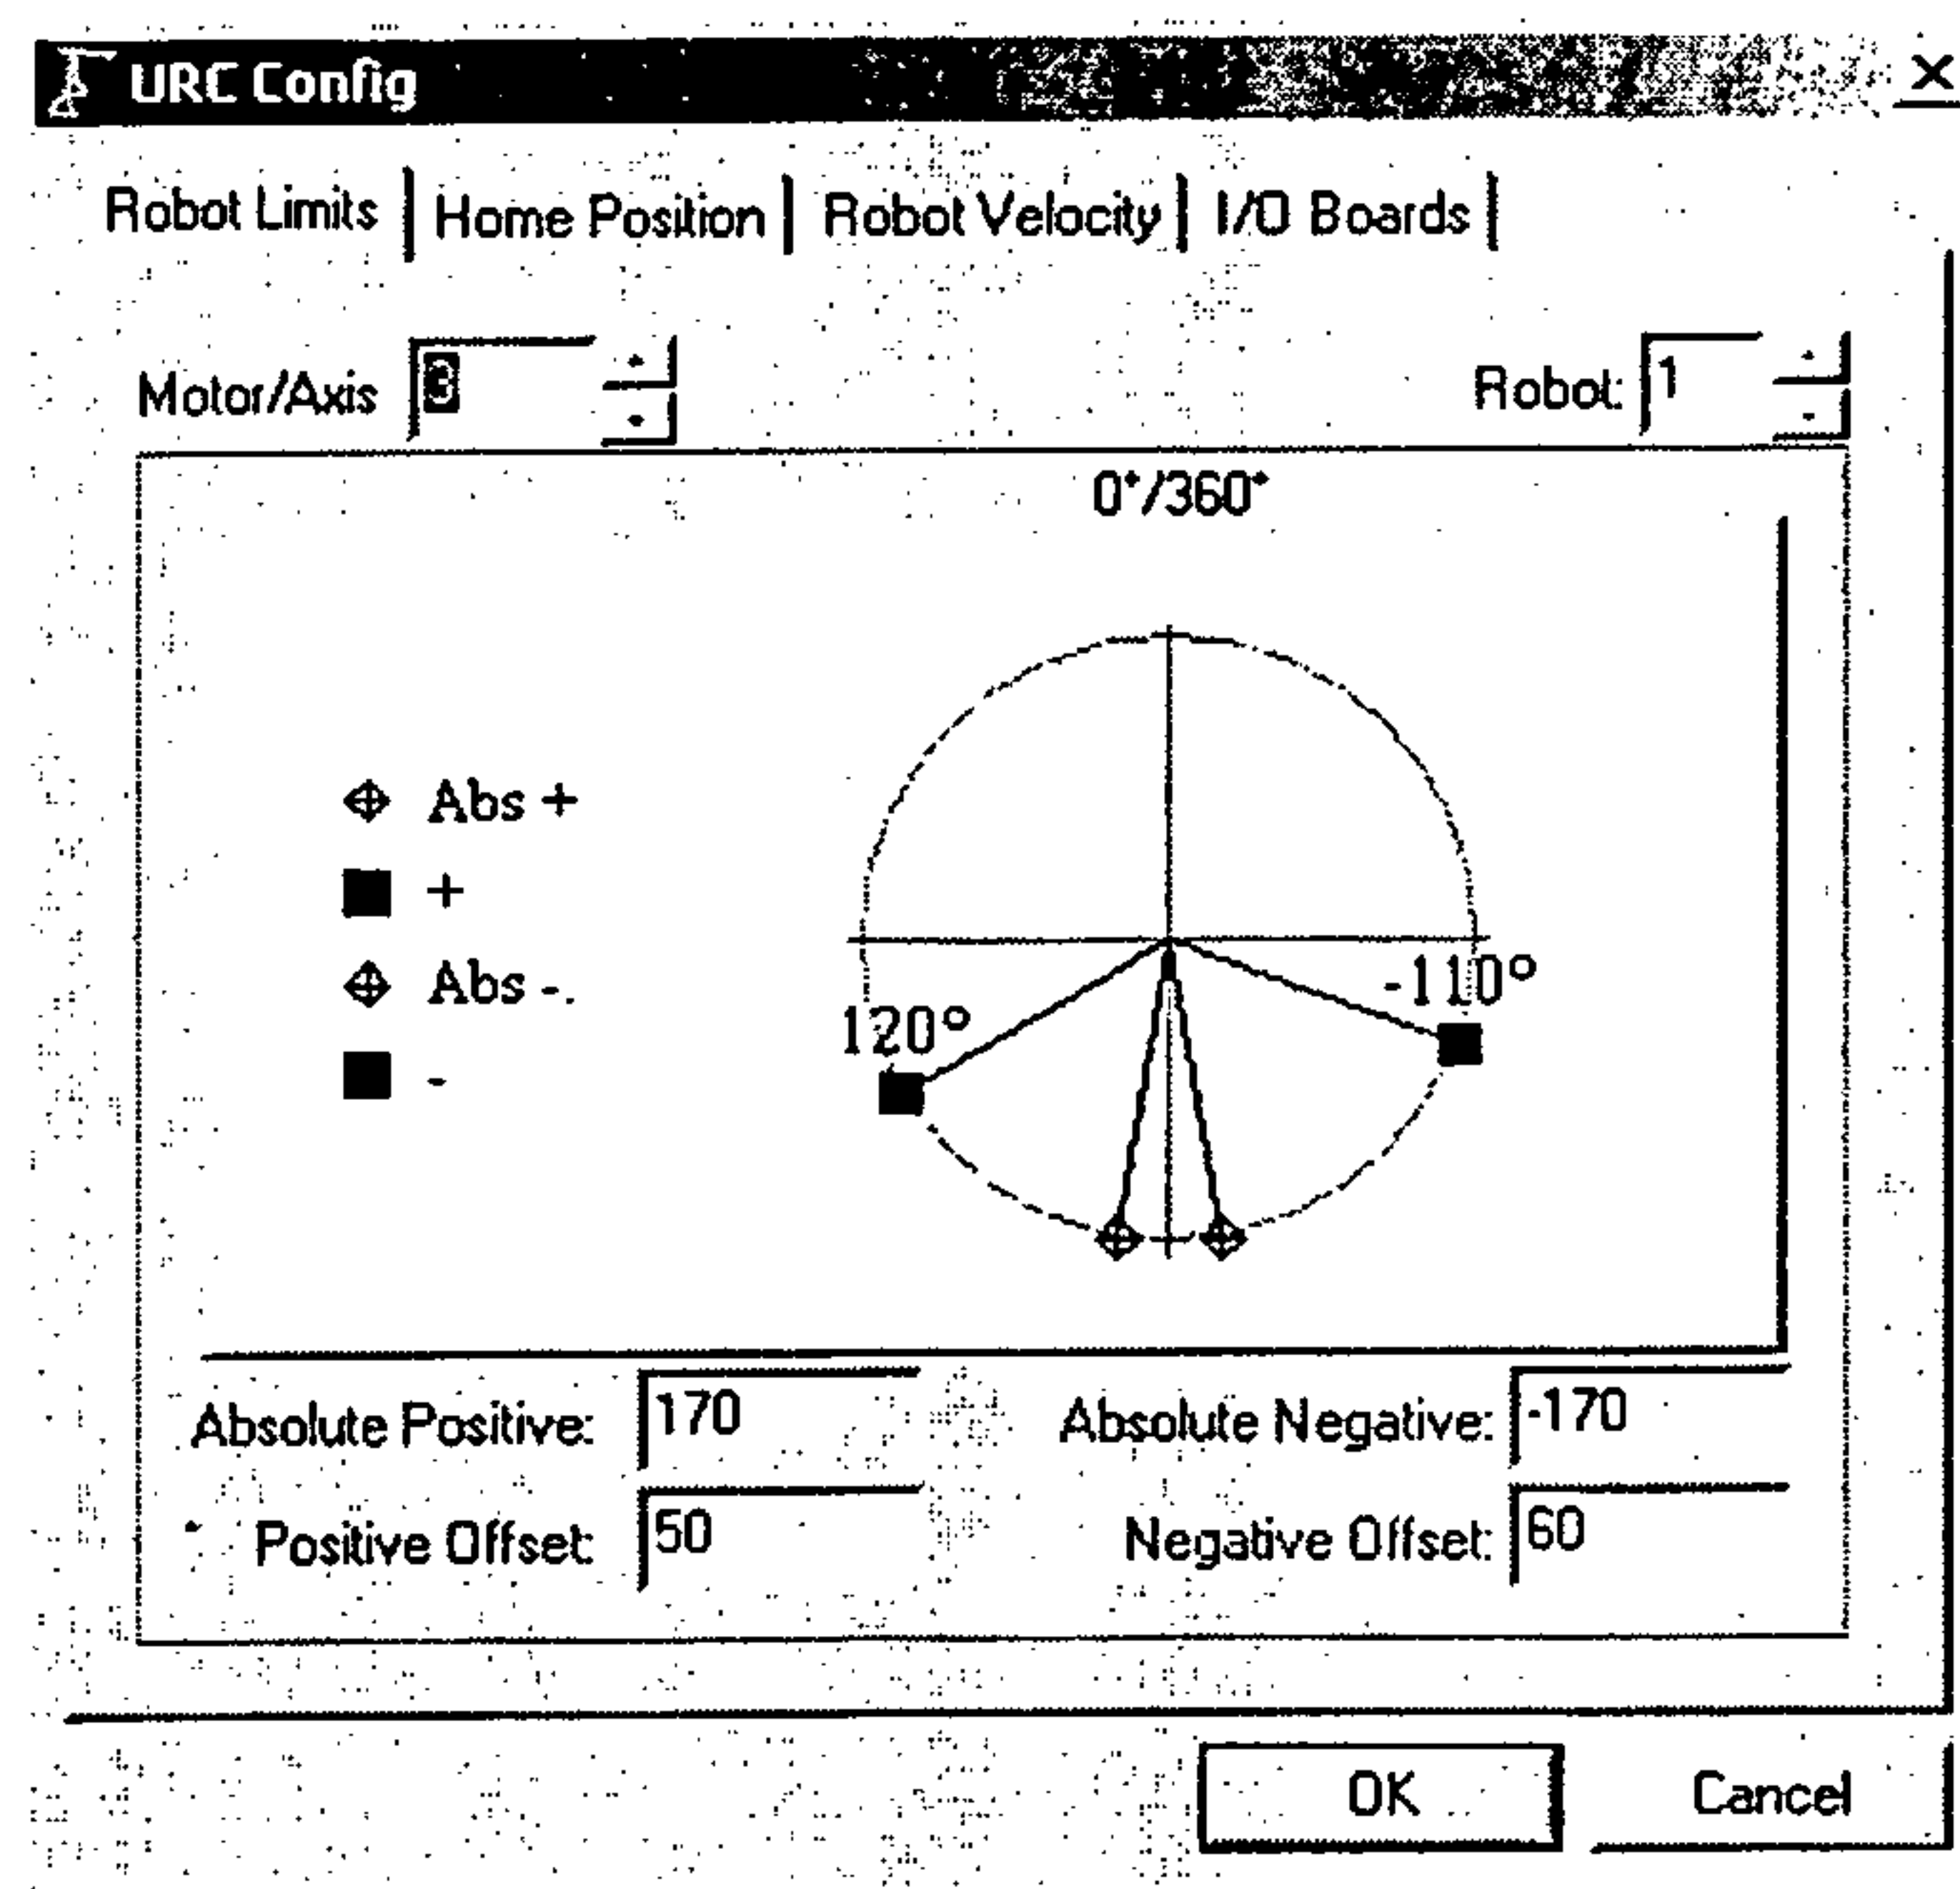 URC Config
Robot Limits Home Position Robot Velocity I/O Boards
Motor/Axis 3 Robot: 1
0°/360°
Abs +
+
Abs -
-
120°
-110°
Absolute Positive: 170 Absolute Negative: -170
Positive Offset: 50 Negative Offset: 60
OK Cancel